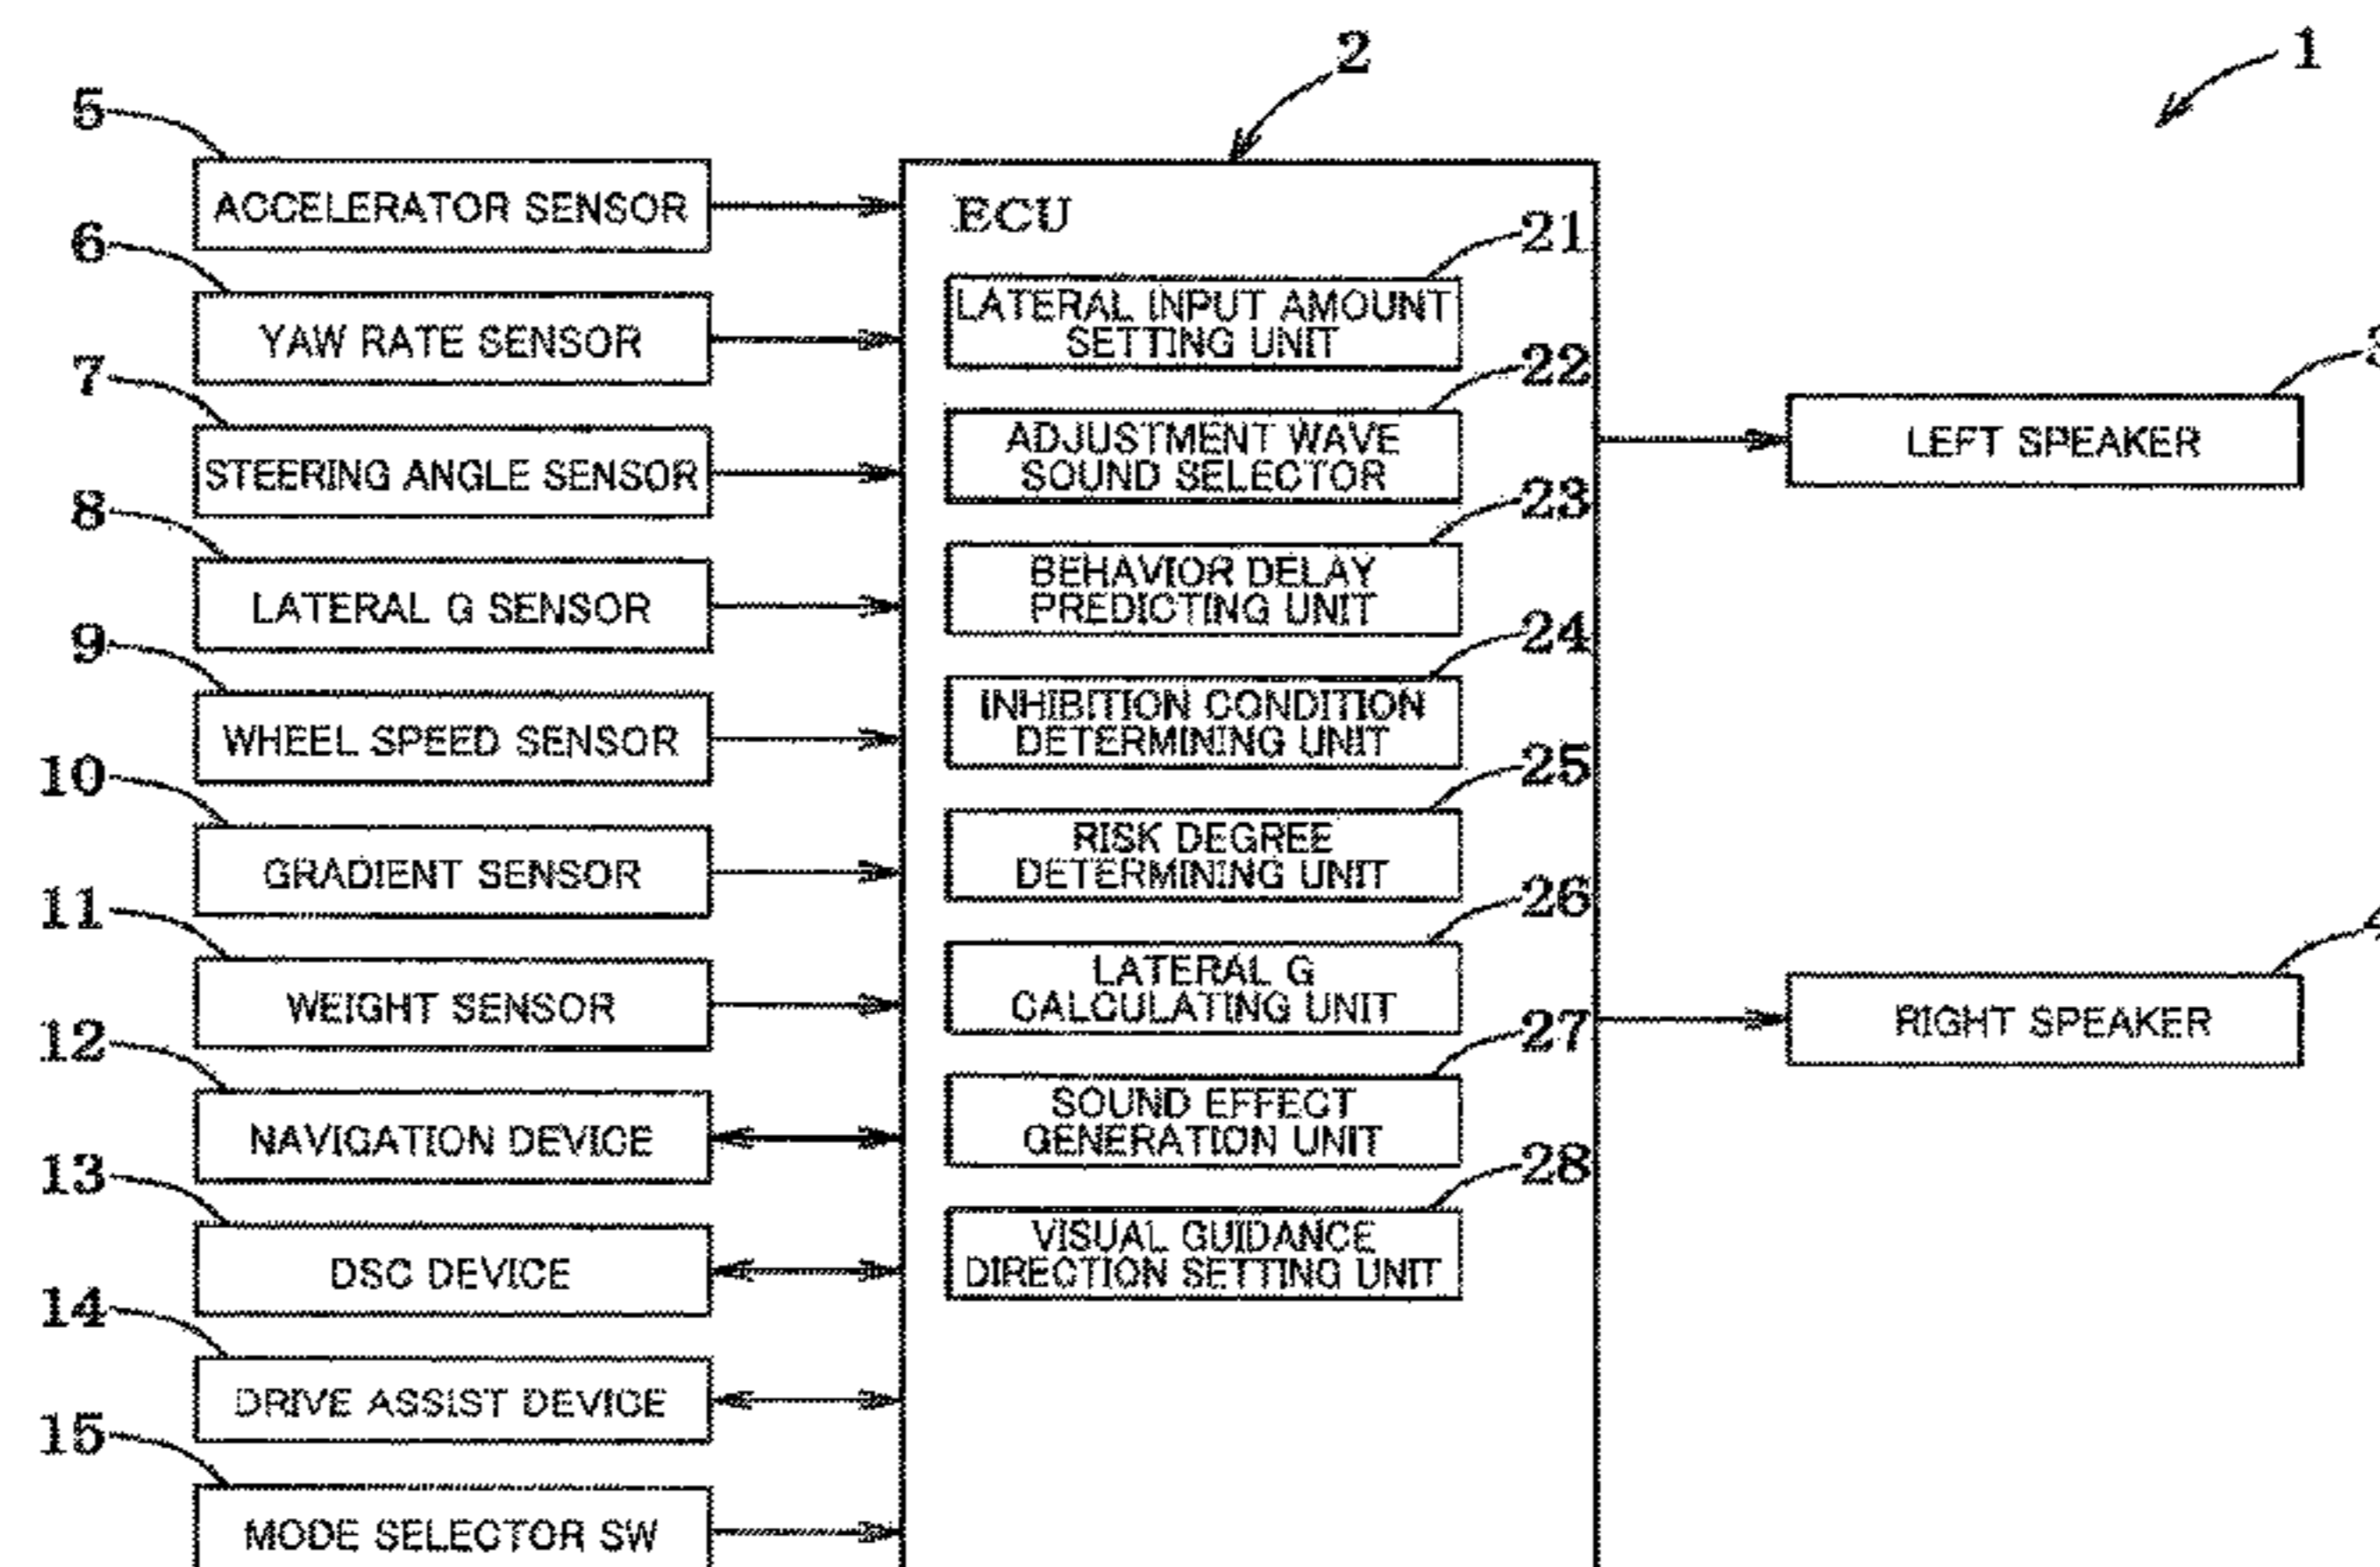 1
2
5
ACCELERATOR SENSOR
6
YAW RATE SENSOR
7
STEERING ANGLE SENSOR
8
LATERAL G SENSOR
9
WHEEL SPEED SENSOR
10
GRADIENT SENSOR
11
WEIGHT SENSOR
12
NAVIGATION DEVICE
13
DSC DEVICE
14
DRIVE ASSIST DEVICE
15
MODE SELECTOR SW
ECU
21
LATERAL INPUT AMOUNT
SETTING UNIT
22
ADJUSTMENT WAVE
SOUND SELECTOR
23
BEHAVIOR DELAY
PREDICTING UNIT
24
INHIBITION CONDITION
DETERMINING UNIT
25
RISK DEGREE
DETERMINING UNIT
26
LATERAL G
CALCULATING UNIT
27
SOUND EFFECT
GENERATION UNIT
28
VISUAL GUIDANCE
DIRECTION SETTING UNIT
3
LEFT SPEAKER
4
RIGHT SPEAKER